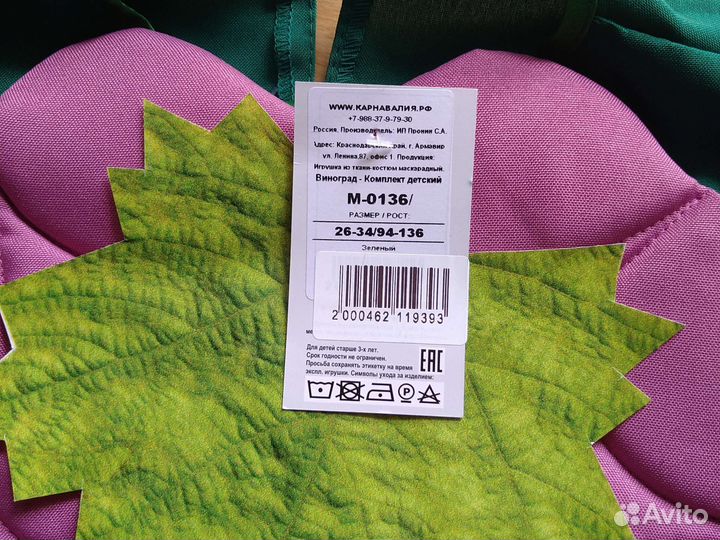 WWW.КАРНАВАЛИЯ.РФ
+7-988-37-9-79-30
Россия, Производитель: ИП Пронин С.А.
Адрес: Краснодарский край, г. Армавир
ул. Ленина,87, офис 1. Продукция:
Игрушка из ткани-костюм маскарадный.
Виноград - Комплект детский
М-0136/
РАЗМЕР / РОСТ:
26-34/94-136
Зеленый
2 000462 119393
Для детей старше 3-х лет.
Срок годности не ограничен.
Просьба сохранять этикетку на время
экспл. игрушки. Символы ухода за изделием:
EAC
Avito